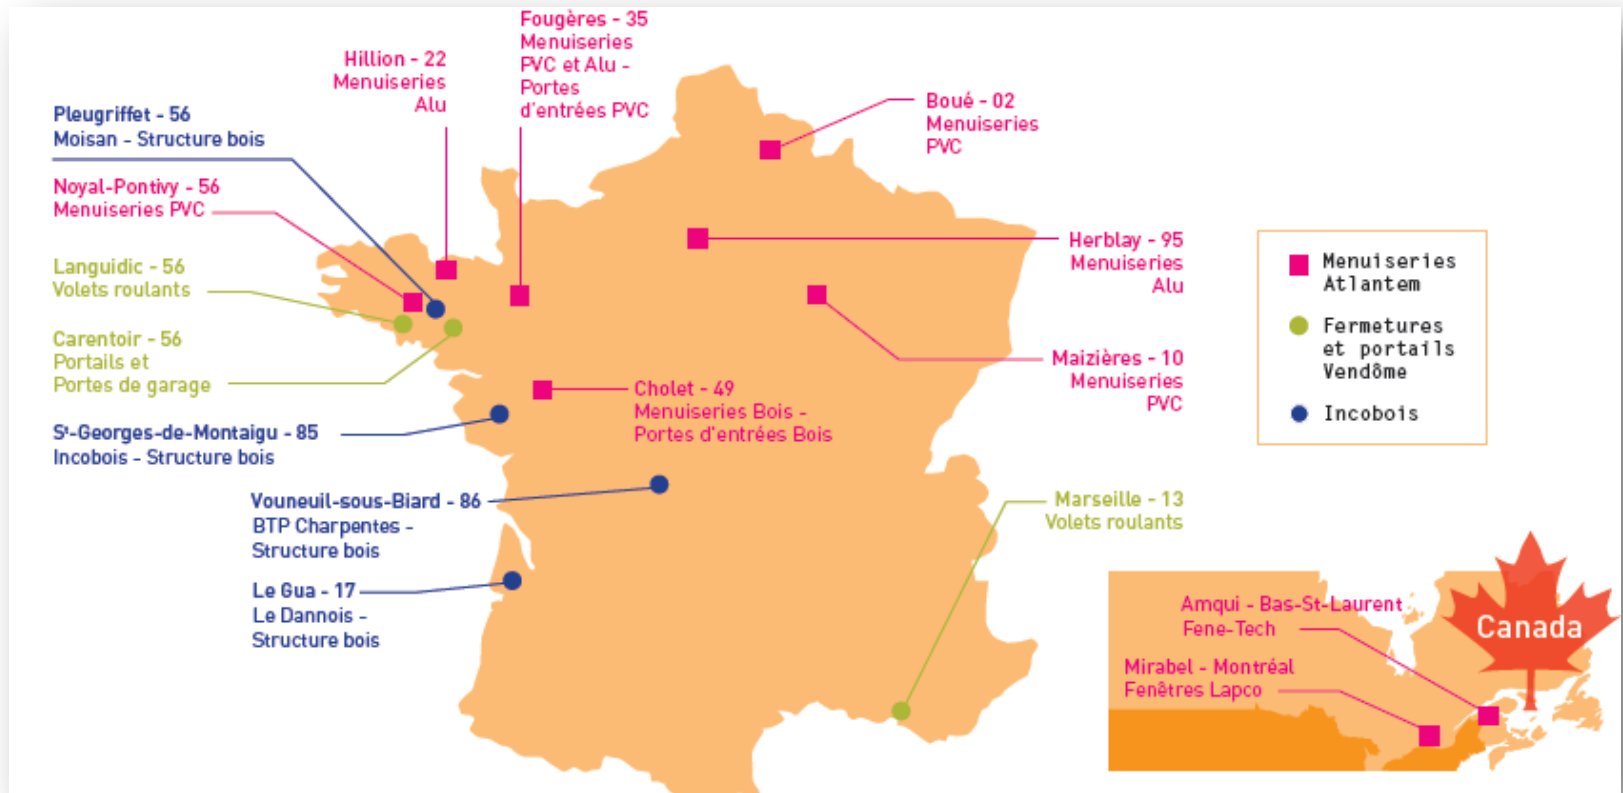 Fougères - 35
Menuiseries
PVC et Alu -
Portes
d'entrées PVC
Hillion - 22
Menuiseries
Alu
Pleugriffet - 56
Moisan - Structure bois
Noyal-Pontivy - 56
Menuiseries PVC
Languidic - 56
Volets roulants
Carentoir - 56
Portails et
Portes de garage
St-Georges-de-Montaigu - 85
Incobois - Structure bois
Vouneuil-sous-Biard - 86
BTP Charpentes -
Structure bois
Le Gua - 17
Le Dannois -
Structure bois
Boué - 02
Menuiseries
PVC
Herblay - 95
Menuiseries
Alu
Maizières - 10
Menuiseries
PVC
Cholet - 49
Menuiseries Bois -
Portes d'entrées Bois
Marseille - 13
Volets roulants
Menuiseries
Atlantem
Fermetures
et portails
Vendôme
Incobois
Amqui - Bas-St-Laurent
Fene-Tech
Mirabel - Montréal
Fenêtres Lapco
Canada